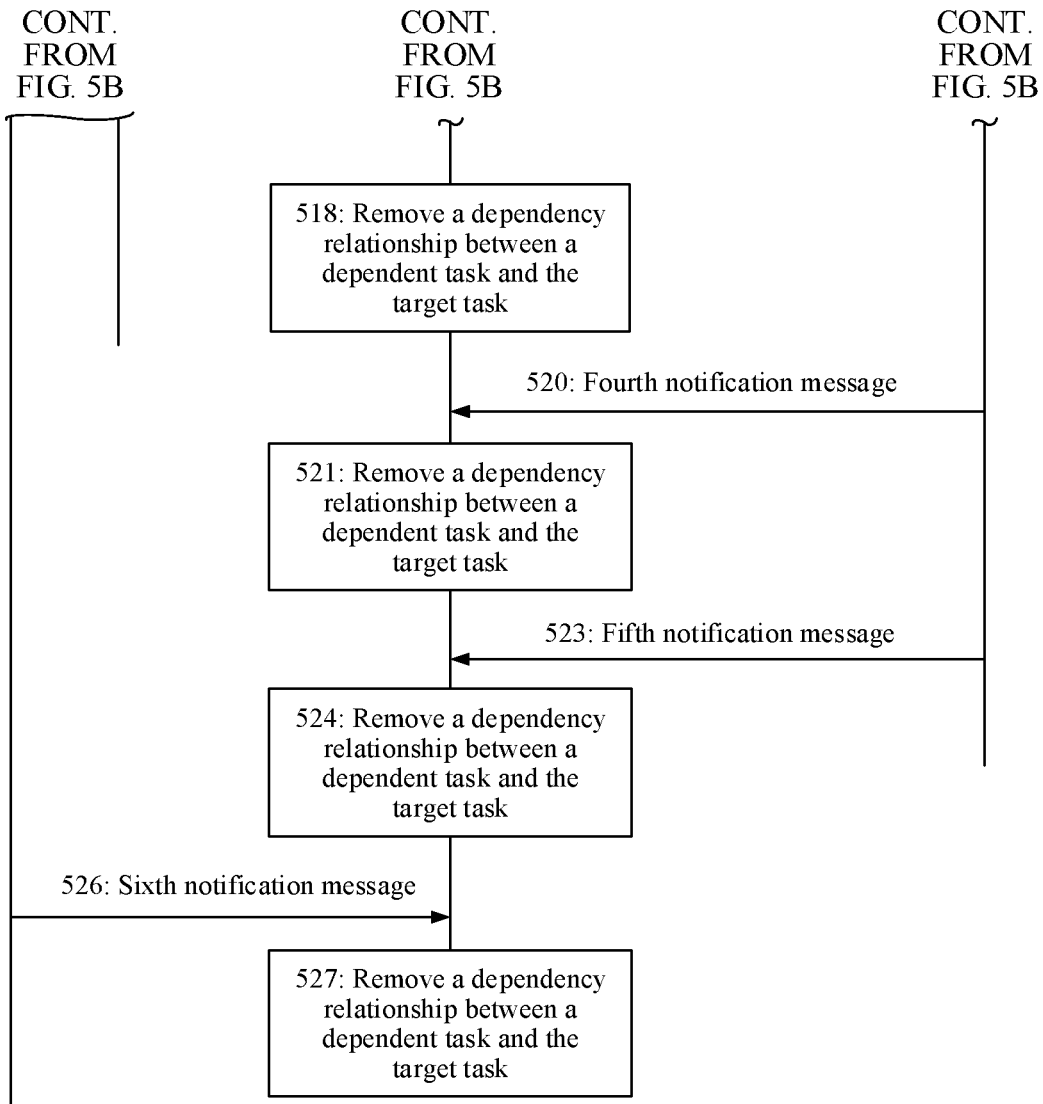 CONT.
FROM
FIG. 5B
CONT.
FROM
FIG. 5B
CONT.
FROM
FIG. 5B
518: Remove a dependency
relationship between a
dependent task and the
target task
520: Fourth notification message
521: Remove a dependency
relationship between a
dependent task and the
target task
523: Fifth notification message
524: Remove a dependency
relationship between a
dependent task and the
target task
526: Sixth notification message
527: Remove a dependency
relationship between a
dependent task and the
target task